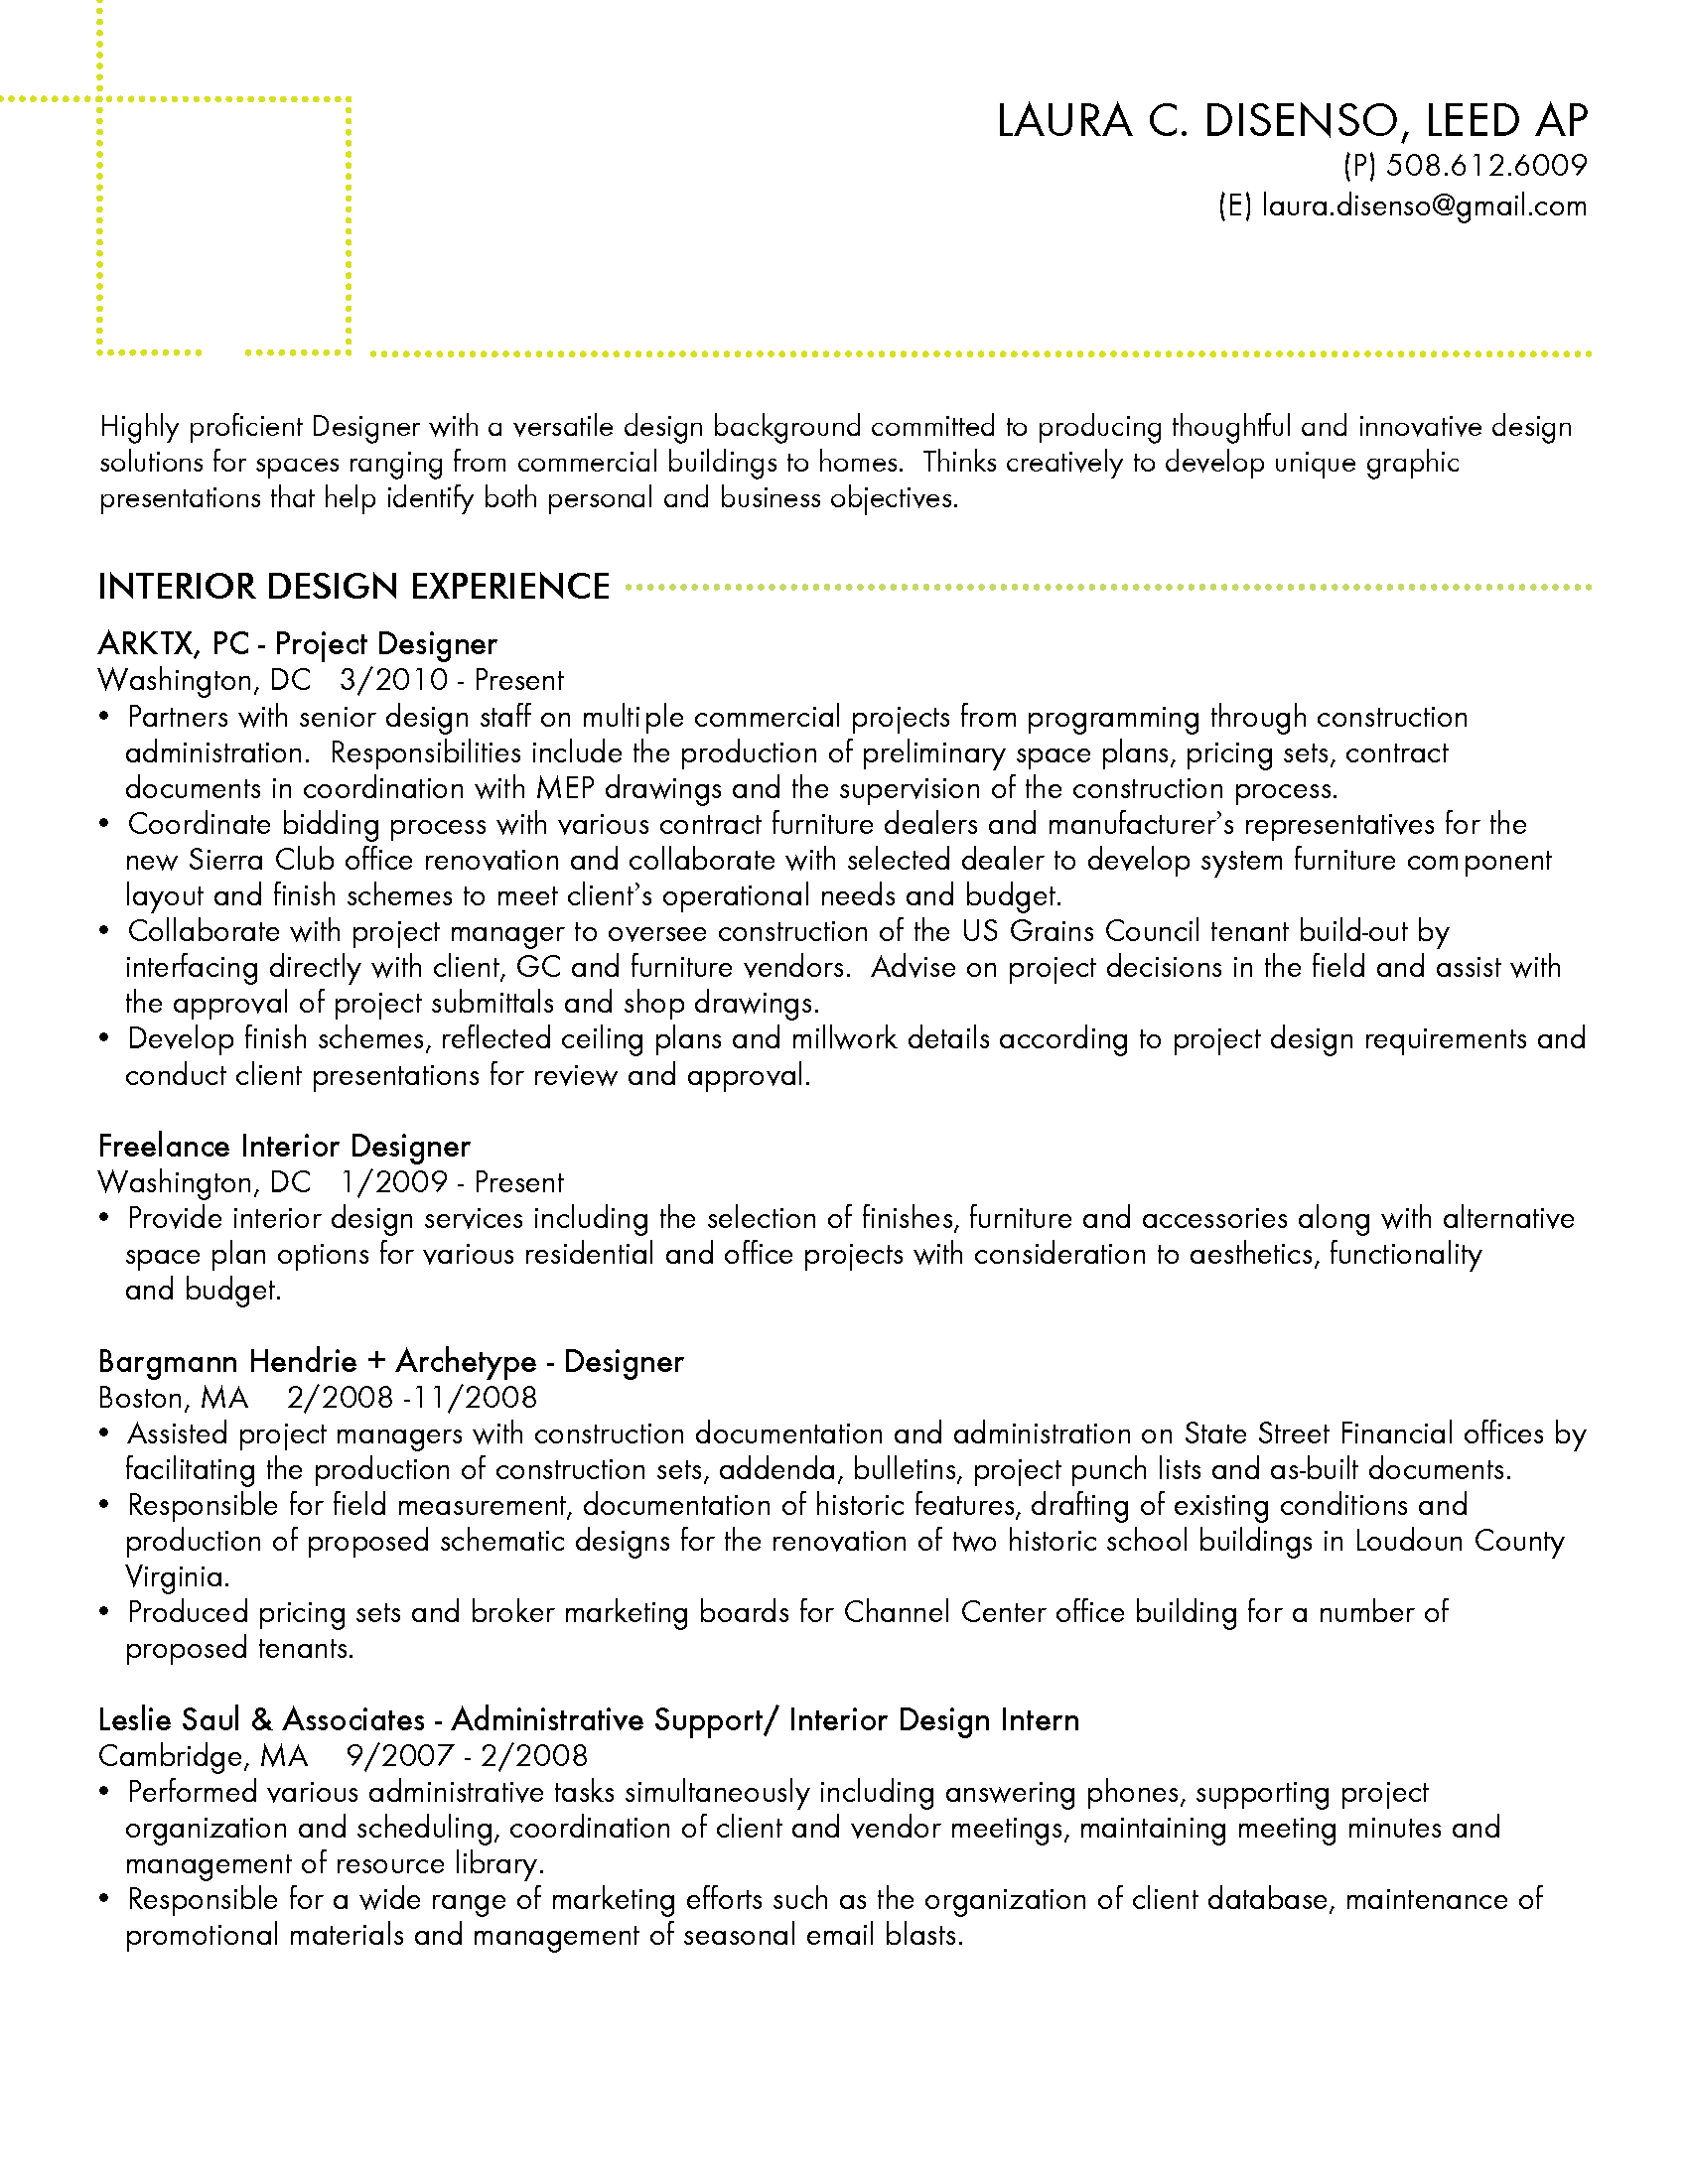 LAURA C. DISENSO, LEED AP
(P) 508.612.6009
(E) laura.disenso@gmail.com
Highly proficient Designer with a versatile design background committed to producing thoughtful and innovative design
solutions for spaces ranging from commercial buildings to homes.  Thinks creatively to develop unique graphic
presentations that help identify both personal and business objectives.
INTERIOR DESIGN EXPERIENCE
ARKTX, PC - Project Designer
Washington, DC   3/2010 - Present
• Partners with senior design staff on multiple commercial projects from programming through construction
administration.  Responsibilities include the production of preliminary space plans, pricing sets, contract
documents in coordination with MEP drawings and the supervision of the construction process.
• Coordinate bidding process with various contract furniture dealers and manufacturer's representatives for the
new Sierra Club office renovation and collaborate with selected dealer to develop system furniture component
layout and finish schemes to meet client's operational needs and budget.
• Collaborate with project manager to oversee construction of the US Grains Council tenant build-out by
interfacing directly with client, GC and furniture vendors.  Advise on project decisions in the field and assist with
the approval of project submittals and shop drawings.
• Develop finish schemes, reflected ceiling plans and millwork details according to project design requirements and
conduct client presentations for review and approval.
Freelance Interior Designer
Washington, DC   1/2009 - Present
• Provide interior design services including the selection of finishes, furniture and accessories along with alternative
space plan options for various residential and office projects with consideration to aesthetics, functionality
and budget.
Bargmann Hendrie + Archetype - Designer
Boston, MA    2/2008 -11/2008
• Assisted project managers with construction documentation and administration on State Street Financial offices by
facilitating the production of construction sets, addenda, bulletins, project punch lists and as-built documents.
• Responsible for field measurement, documentation of historic features, drafting of existing conditions and
production of proposed schematic designs for the renovation of two historic school buildings in Loudoun County
Virginia.
• Produced pricing sets and broker marketing boards for Channel Center office building for a number of
proposed tenants.
Leslie Saul & Associates - Administrative Support/ Interior Design Intern
Cambridge, MA    9/2007 - 2/2008
• Performed various administrative tasks simultaneously including answering phones, supporting project
organization and scheduling, coordination of client and vendor meetings, maintaining meeting minutes and
management of resource library.
• Responsible for a wide range of marketing efforts such as the organization of client database, maintenance of
promotional materials and management of seasonal email blasts.